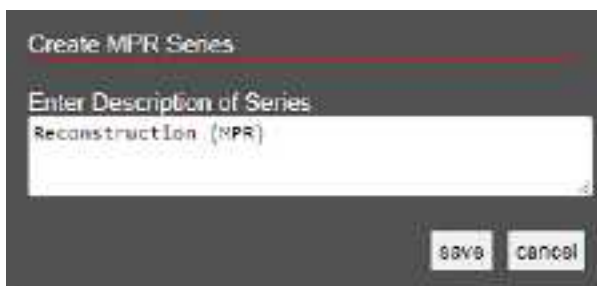 Create MPR Series
Enter Description of Series
Reconstruction (MPR)
save cancel